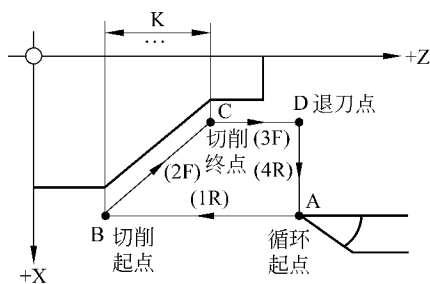 K
…
+Z
C
D 退刀点
切削
终点
(3F)
(4R)
(2F)
(1R)
A
B
切削
起点
循环
起点
+X